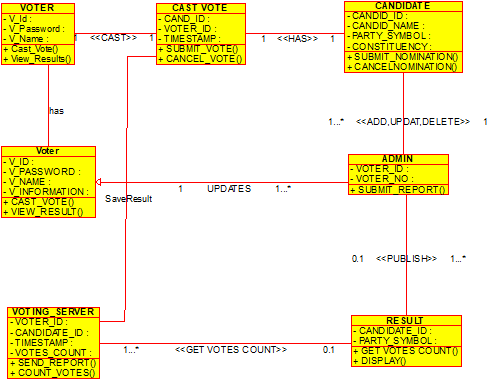 VOTER
- V_Id :
- V_Password :
- V_Name :
+ Cast_Vote()
+ View_Results()
1 <<CAST>> 1
CAST VOTE
- CAND_ID :
- VOTER_ID :
- TIMESTAMP :
+ SUBMIT_VOTE()
+ CANCEL_VOTE()
1 <<HAS>> 1
CANDIDATE
- CANDID_ID :
- CANDID_NAME :
- PARTY_SYMBOL :
- CONSTITUENCY :
+ SUBMIT_NOMINATION()
+ CANCELNOMINATION()
has
1...* <<ADD,UPDAT,DELETE>> 1
Voter
- V_ID :
- V_PASSWORD :
- V_NAME :
- V_INFORMATION :
+ CAST_VOTE()
+ VIEW_RESULT()
1 UPDATES 1...*
SaveResult
ADMIN
- VOTER_ID :
- VOTER_NO :
+ SUBMIT_REPORT()
0.1 <<PUBLISH>> 1...*
VOTING_SERVER
- VOTER_ID :
- CANDIDATE_ID :
- TIMESTAMP :
- VOTES_COUNT :
+ SEND_REPORT()
+ COUNT_VOTES()
1...* <<GET VOTES COUNT>> 0.1
RESULT
- CANDIDATE_ID :
- PARTY_SYMBOL :
+ GET VOTES COUNT()
+ DISPLAY()